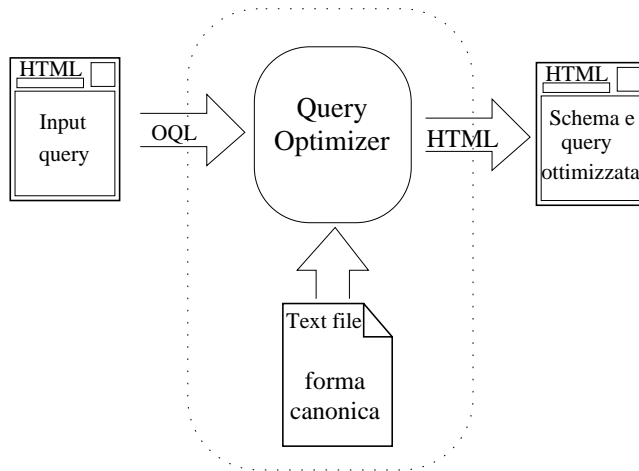 HTML
Input
query
OQL
Query
Optimizer
HTML
HTML
Schema e
query
ottimizzata
Text file
forma
canonica